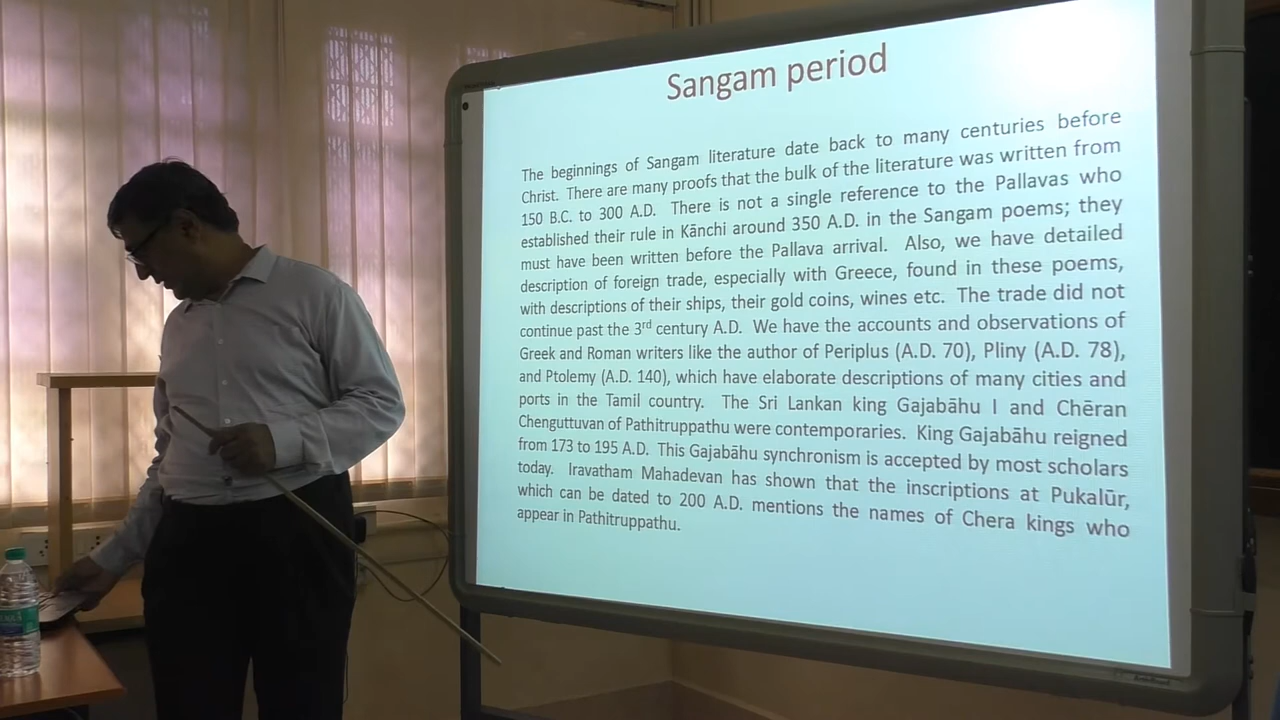 Sangam period
The beginnings of Sangam literature date back to many centuries before
Christ. There are many proofs that the bulk of the literature was written from
150 B.C. to 300 A.D. There is not a single reference to the Pallavas who
established their rule in Kānchi around 350 A.D. in the Sangam poems; they
must have been written before the Pallava arrival. Also, we have detailed
description of foreign trade, especially with Greece, found in these poems,
with descriptions of their ships, their gold coins, wines etc. The trade did not
continue past the 3rd century A.D. We have the accounts and observations of
Greek and Roman writers like the author of Periplus (A.D. 70), Pliny (A.D. 78),
and Ptolemy (A.D. 140), which have elaborate descriptions of many cities and
ports in the Tamil country. The Sri Lankan king Gajabāhu I and Chēran
Chenguttuvan of Pathitruppathu were contemporaries. King Gajabāhu reigned
from 173 to 195 A.D. This Gajabāhu synchronism is accepted by most scholars
today. Iravatham Mahadevan has shown that the inscriptions at Pukalūr,
which can be dated to 200 A.D. mentions the names of Chera kings who
appear in Pathitruppathu.